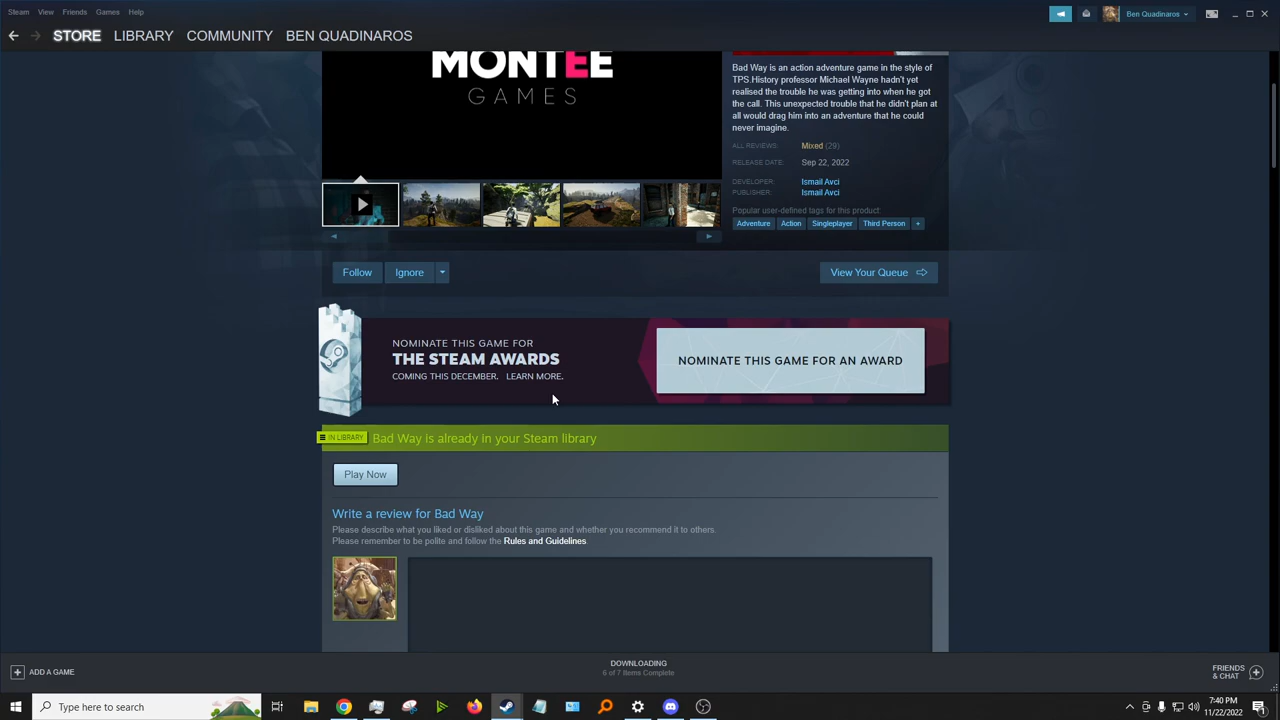 Steam View Friends Games Help
Ben Quadinaros
STORE LIBRARY COMMUNITY BEN QUADINAROS
MONTEE
GAMES
Bad Way is an action adventure game in the style of
TPS.History professor Michael Wayne hadn't yet
realised the trouble he was getting into when he got
the call. This unexpected trouble that he didn't plan at
all would drag him into an adventure that he could
never imagine.
ALL REVIEWS: Mixed (29)
RELEASE DATE: Sep 22, 2022
DEVELOPER: Ismail Avci
PUBLISHER: Ismail Avci
Popular user-defined tags for this product:
Adventure Action Singleplayer Third Person +
Follow Ignore View Your Queue
NOMINATE THIS GAME FOR
THE STEAM AWARDS
COMING THIS DECEMBER. LEARN MORE.
NOMINATE THIS GAME FOR AN AWARD
IN LIBRARY Bad Way is already in your Steam library
Play Now
Write a review for Bad Way
Please describe what you liked or disliked about this game and whether you recommend it to others.
Please remember to be polite and follow the Rules and Guidelines.
ADD A GAME
DOWNLOADING
6 of 7 Items Complete
FRIENDS
& CHAT
Type here to search
7:40 PM
11/22/2022